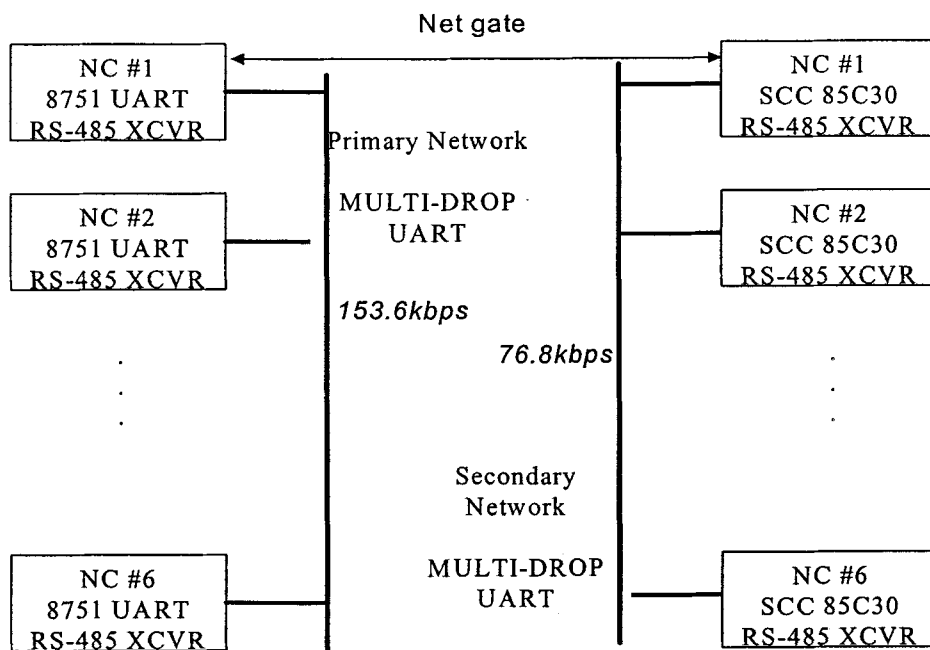 Net gate
NC #1
8751 UART
RS-485 XCVR
NC #1
SCC 85C30
RS-485 XCVR
Primary Network
NC #2
8751 UART
RS-485 XCVR
MULTI-DROP
UART
NC #2
SCC 85C30
RS-485 XCVR
153.6kbps
76.8kbps
Secondary
Network
NC #6
8751 UART
RS-485 XCVR
MULTI-DROP
UART
NC #6
SCC 85C30
RS-485 XCVR